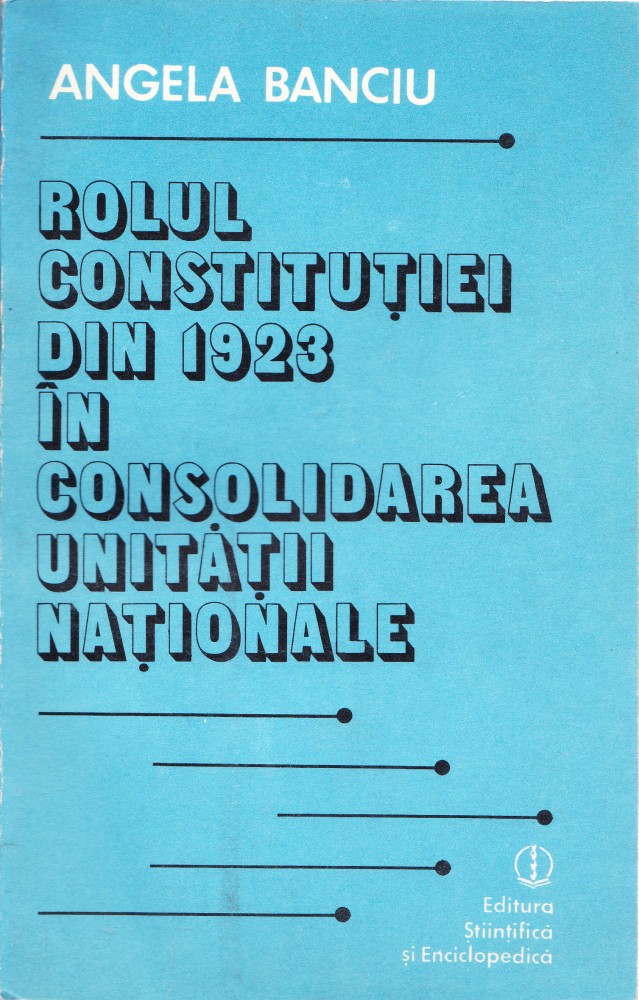 ANGELA BANCIU
ROLUL
CONSTITUȚIEI
DIN 1923
ÎN
CONSOLIDAREA
UNITĂȚII
NAȚIONALE
Editura
Științifică
și Enciclopedică